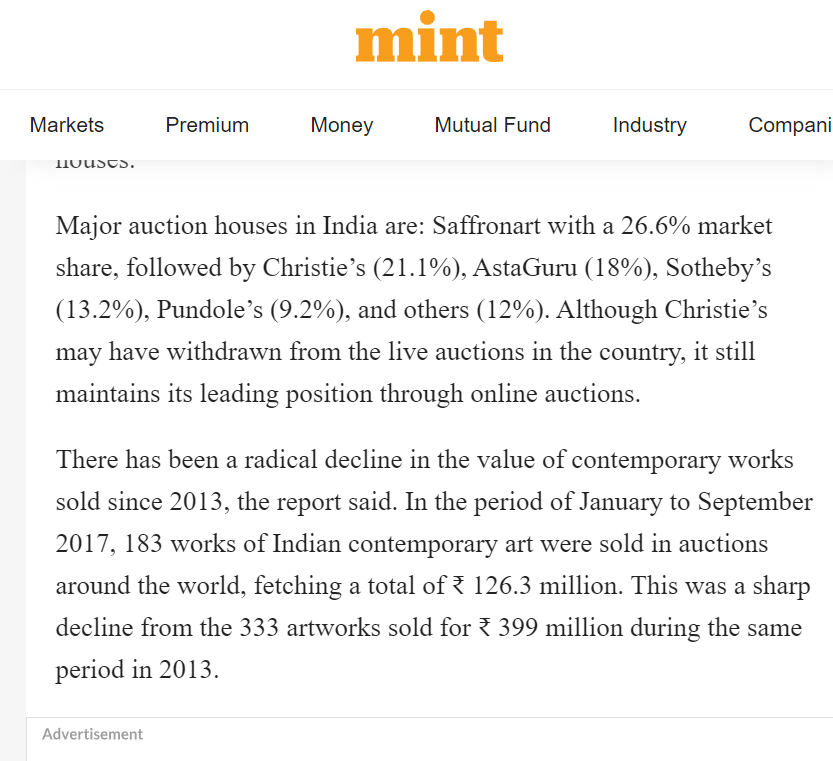 mint
Markets Premium Money Mutual Fund Industry Compani
houses.
Major auction houses in India are: Saffronart with a 26.6% market
share, followed by Christie’s (21.1%), AstaGuru (18%), Sotheby’s
(13.2%), Pundole’s (9.2%), and others (12%). Although Christie’s
may have withdrawn from the live auctions in the country, it still
maintains its leading position through online auctions.
There has been a radical decline in the value of contemporary works
sold since 2013, the report said. In the period of January to September
2017, 183 works of Indian contemporary art were sold in auctions
around the world, fetching a total of ₹ 126.3 million. This was a sharp
decline from the 333 artworks sold for ₹ 399 million during the same
period in 2013.
Advertisement